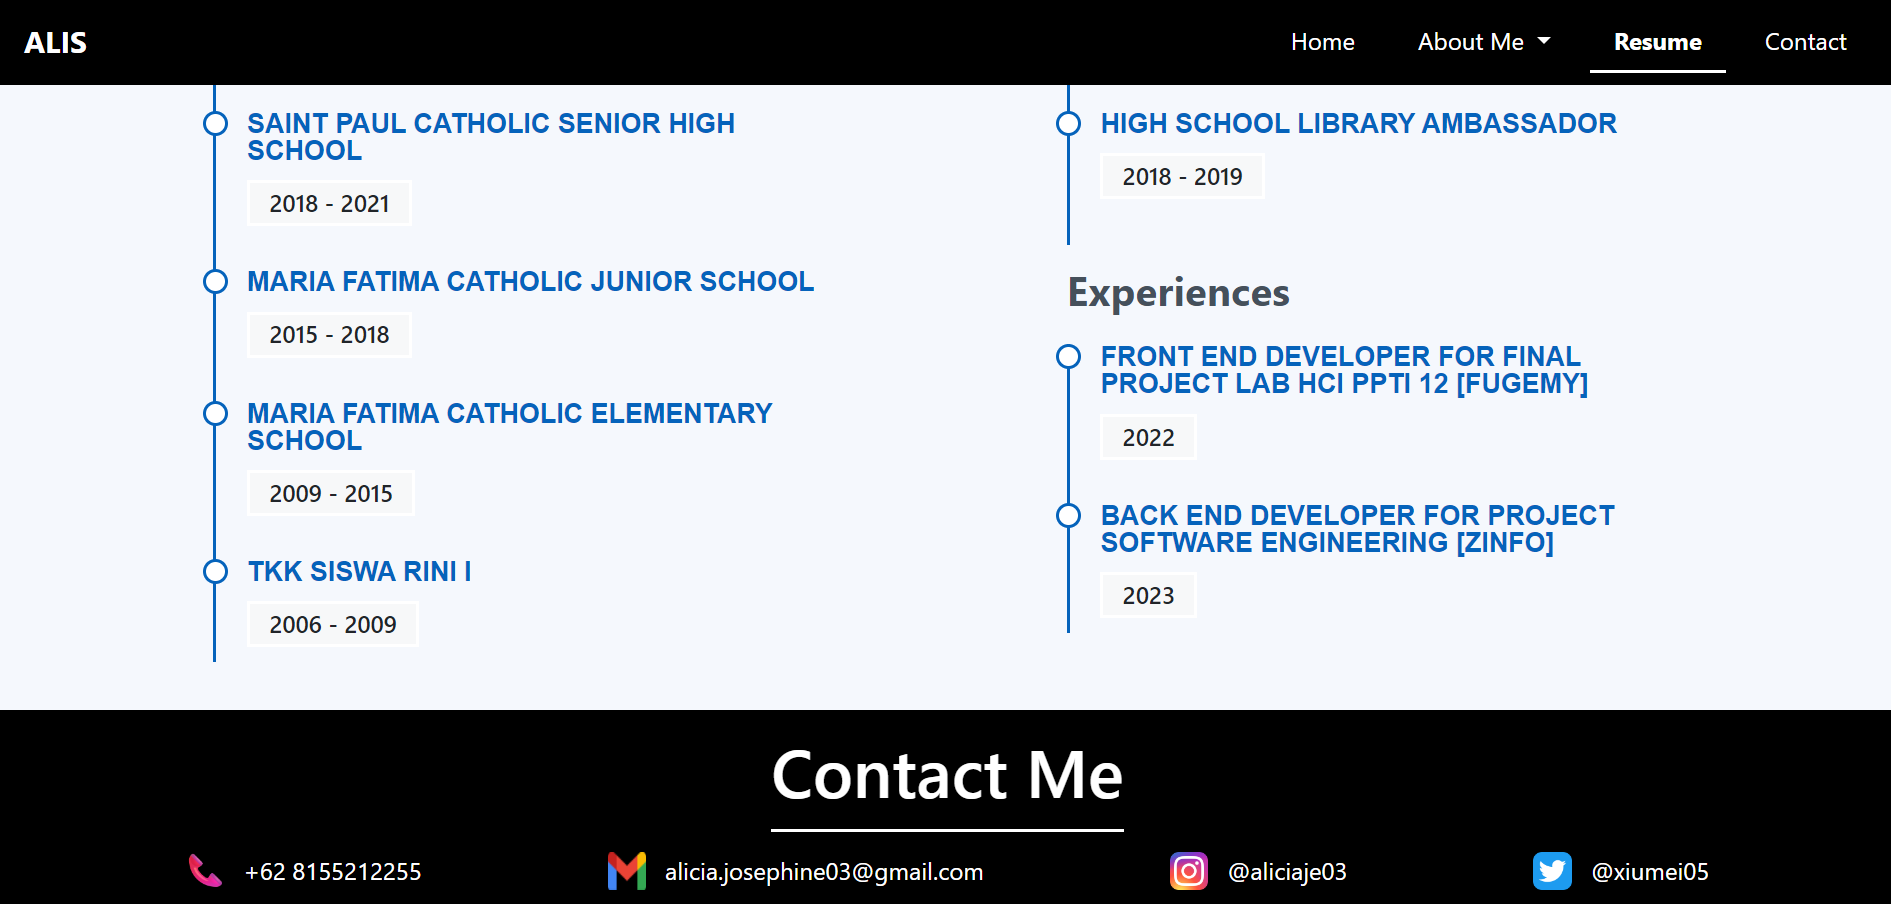 ALIS
Home
About Me
Resume
Contact
SAINT PAUL CATHOLIC SENIOR HIGH
SCHOOL
2018 - 2021
MARIA FATIMA CATHOLIC JUNIOR SCHOOL
2015 - 2018
MARIA FATIMA CATHOLIC ELEMENTARY
SCHOOL
2009 - 2015
TKK SISWA RINI I
2006 - 2009
HIGH SCHOOL LIBRARY AMBASSADOR
2018 - 2019
Experiences
FRONT END DEVELOPER FOR FINAL
PROJECT LAB HCI PPTI 12 [FUGEMY]
2022
BACK END DEVELOPER FOR PROJECT
SOFTWARE ENGINEERING [ZINFO]
2023
Contact Me
+62 8155212255
alicia.josephine03@gmail.com
@aliciaje03
@xiumei05